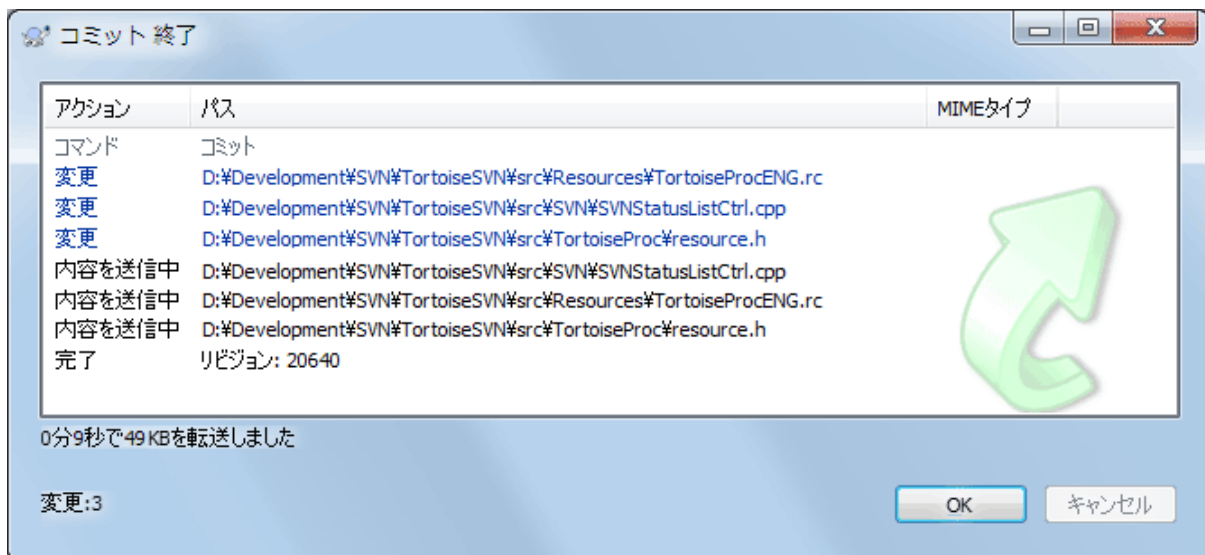 コミット 終了
アクション パス MIMEタイプ
コマンド コミット
変更 D:¥Development¥SVN¥TortoiseSVN¥src¥Resources¥TortoiseProcENG.rc
変更 D:¥Development¥SVN¥TortoiseSVN¥src¥SVN¥SVNStatusListCtrl.cpp
変更 D:¥Development¥SVN¥TortoiseSVN¥src¥TortoiseProc¥resource.h
内容を送信中 D:¥Development¥SVN¥TortoiseSVN¥src¥SVN¥SVNStatusListCtrl.cpp
内容を送信中 D:¥Development¥SVN¥TortoiseSVN¥src¥Resources¥TortoiseProcENG.rc
内容を送信中 D:¥Development¥SVN¥TortoiseSVN¥src¥TortoiseProc¥resource.h
完了 リビジョン: 20640
0分9秒で49 KBを転送しました
変更:3 OK キャンセル